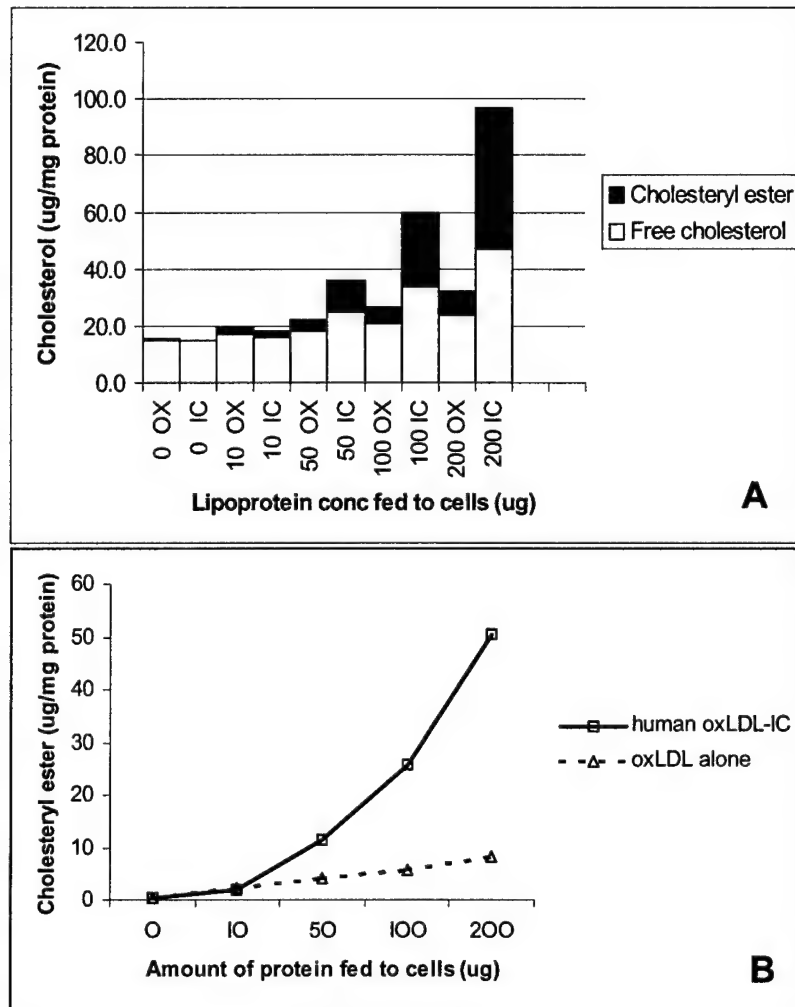 120.0
100.0
80.0
60.0
40.0
20.0
0.0
Cholesterol (ug/mg protein)
0 OX
0 IC
10 OX
10 IC
50 OX
50 IC
100 OX
100 IC
200 OX
200 IC
Lipoprotein conc fed to cells (ug)
Cholesteryl ester
Free cholesterol
A
60
50
40
30
20
10
0
Cholesteryl ester (ug/mg protein)
0 10 50 100 200
Amount of protein fed to cells (ug)
human oxLDL-IC
oxLDL alone
B